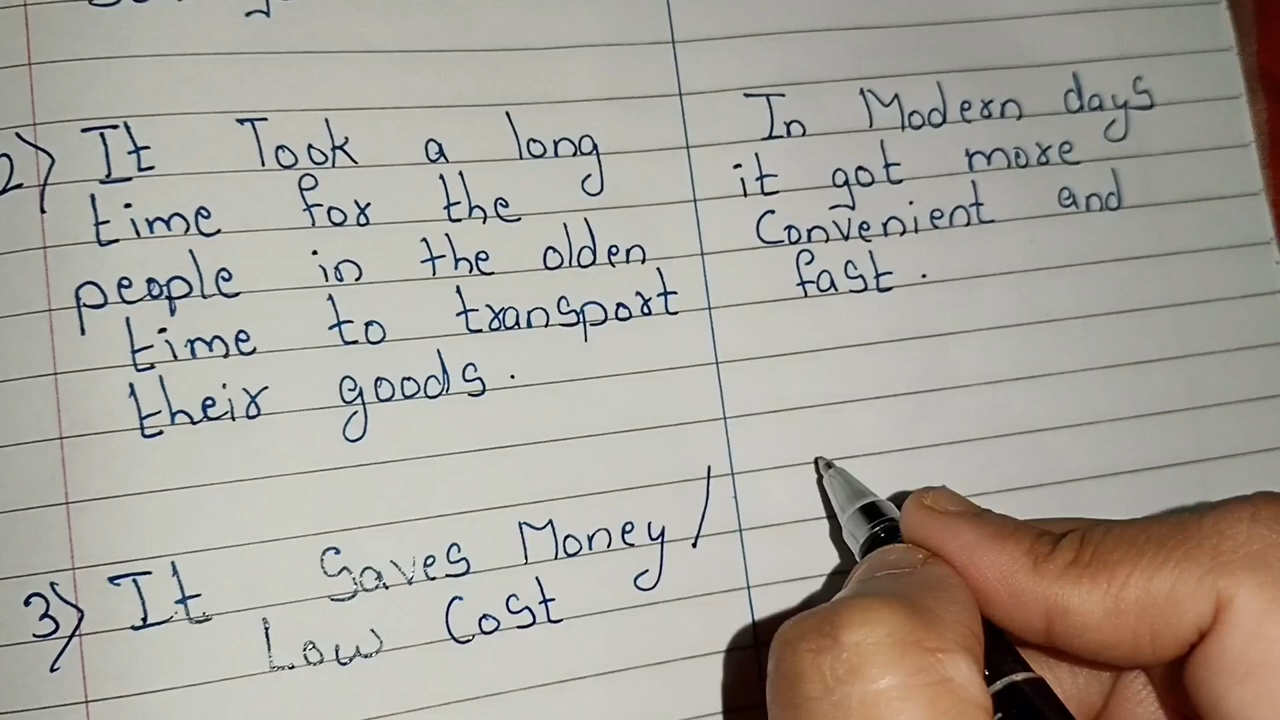 2) It Took a long
time for the
people in the olden
time to transport
their goods.
In Modern days
it got more
Convenient and
fast.
3) It Saves Money/
Low Cost